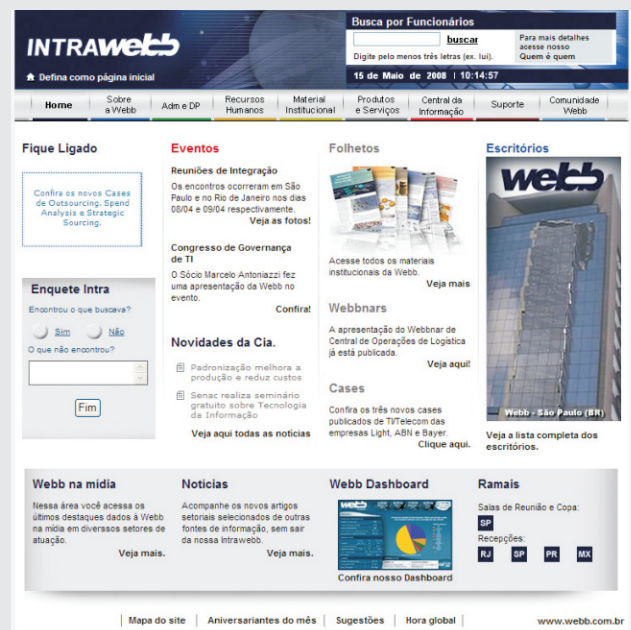 INTRAwebb
Defina como página inicial
Busca por Funcionários
buscar
Digite pelo menos três letras (ex. lui).
Para mais detalhes
acesse nosso
Quem é quem
15 de Maio de 2008 | 10:14:57
Home
Sobre
a Webb
Adm e DP
Recursos
Humanos
Material
Institucional
Produtos
e Serviços
Central da
Informação
Suporte
Comunidade
Webb
Fique Ligado
Confira os novos Cases
de Outsourcing, Spend
Analysis e Strategic
Sourcing.
Enquete Intra
Encontrou o que buscava?
Sim
Não
O que não encontrou?
Fim
Eventos
Reuniões de Integração
Os encontros ocorreram em São
Paulo e no Rio de Janeiro nos dias
08/04 e 09/04 respectivamente.
Veja as fotos!
Congresso de Governança
de TI
O Sócio Marcelo Antoniazzi fez
uma apresentação da Webb no
evento.
Confira!
Novidades da Cia.
Padronização melhora a
produção e reduz custos
Senac realiza seminário
gratuito sobre Tecnologia
da Informação
Veja aqui todas as notícias
Folhetos
Acesse todos os materiais
institucionais da Webb.
Veja mais
Webbnars
A apresentação do Webbnar de
Central de Operações de Logística
já está publicada.
Veja aqui!
Cases
Confira os três novos cases
publicados de TI/Telecom das
empresas Light, ABN e Bayer.
Clique aqui.
Escritórios
webb
Webb - São Paulo (BR)
Veja a lista completa dos
escritórios.
Webb na mídia
Nessa área você acessa os
últimos destaques dados à Webb
na mídia em diverssos setores de
atuação.
Veja mais.
Notícias
Acompanhe os novos artigos
setoriais selecionados de outras
fontes de informação, sem sair
da nossa Intrawebb.
Veja mais.
Webb Dashboard
webb
Confira nosso Dashboard
Ramais
Salas de Reunião e Copa:
SP
Recepções:
RJ SP PR MX
Mapa do site | Aniversariantes do mês | Sugestões | Hora global |
www.webb.com.br